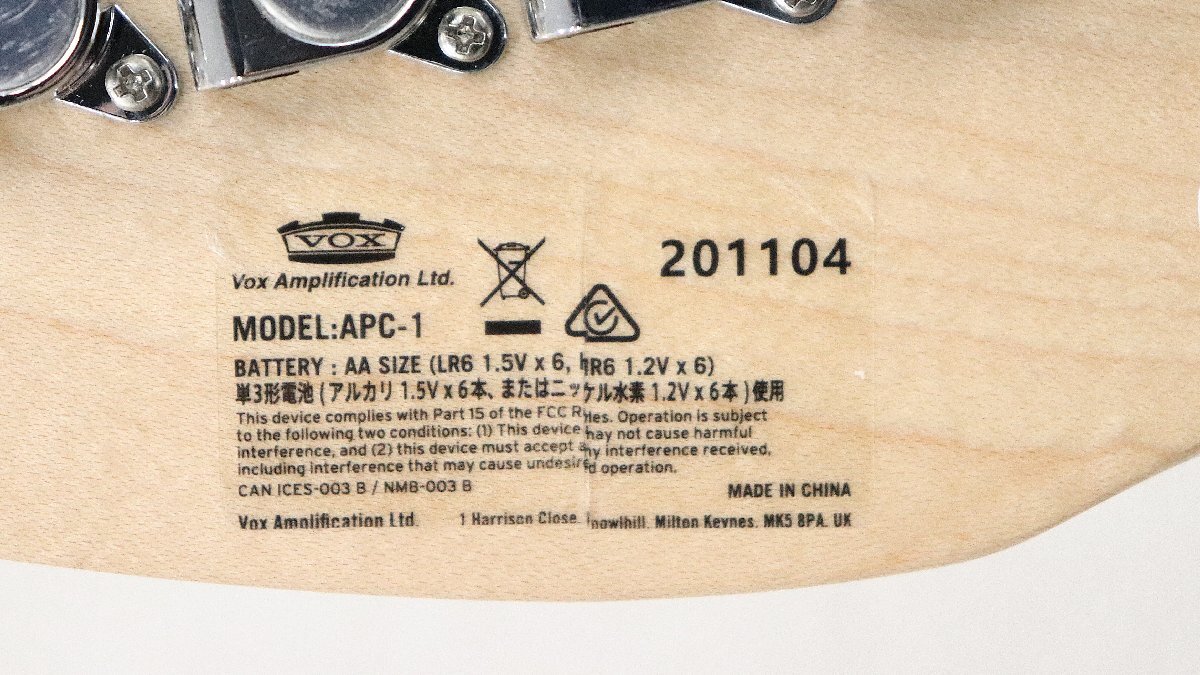 VOX
Vox Amplification Ltd.
201104
MODEL:APC-1
BATTERY : AA SIZE (LR6 1.5V x 6, HR6 1.2V x 6)
単3形電池 ( アルカリ 1.5V x 6本、またはニッケル水素 1.2V x 6本 ) 使用
This device complies with Part 15 of the FCC Rules. Operation is subject
to the following two conditions: (1) This device may not cause harmful
interference, and (2) this device must accept any interference received,
including interference that may cause undesired operation.
CAN ICES-003 B / NMB-003 B
MADE IN CHINA
Vox Amplification Ltd. 1 Harrison Close, Knowlhill, Milton Keynes, MK5 8PA, UK